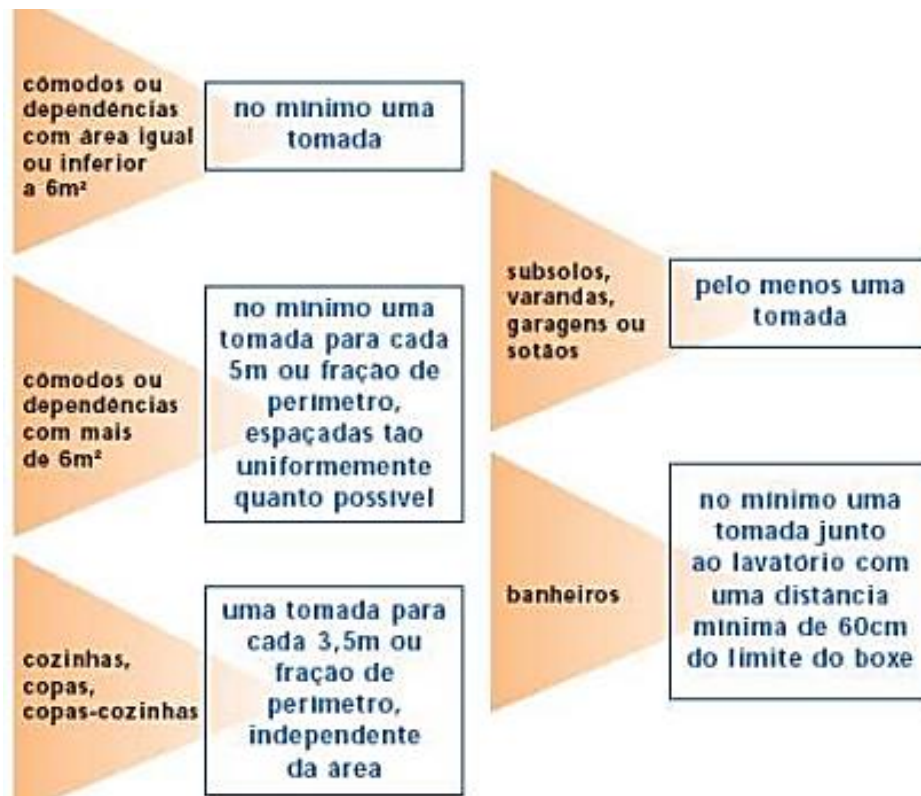 cômodos ou
dependências
com área igual
ou inferior
a 6m²
no mínimo uma
tomada
cômodos ou
dependências
com mais
de 6m²
no mínimo uma
tomada para cada
5m ou fração de
perímetro,
espaçadas tão
uniformemente
quanto possível
cozinhas,
copas,
copas-cozinhas
uma tomada para
cada 3,5m ou
fração de
perímetro,
independente
da área
subsolos,
varandas,
garagens ou
sotãos
pelo menos uma
tomada
banheiros
no mínimo uma
tomada junto
ao lavatório com
uma distância
mínima de 60cm
do limite do boxe